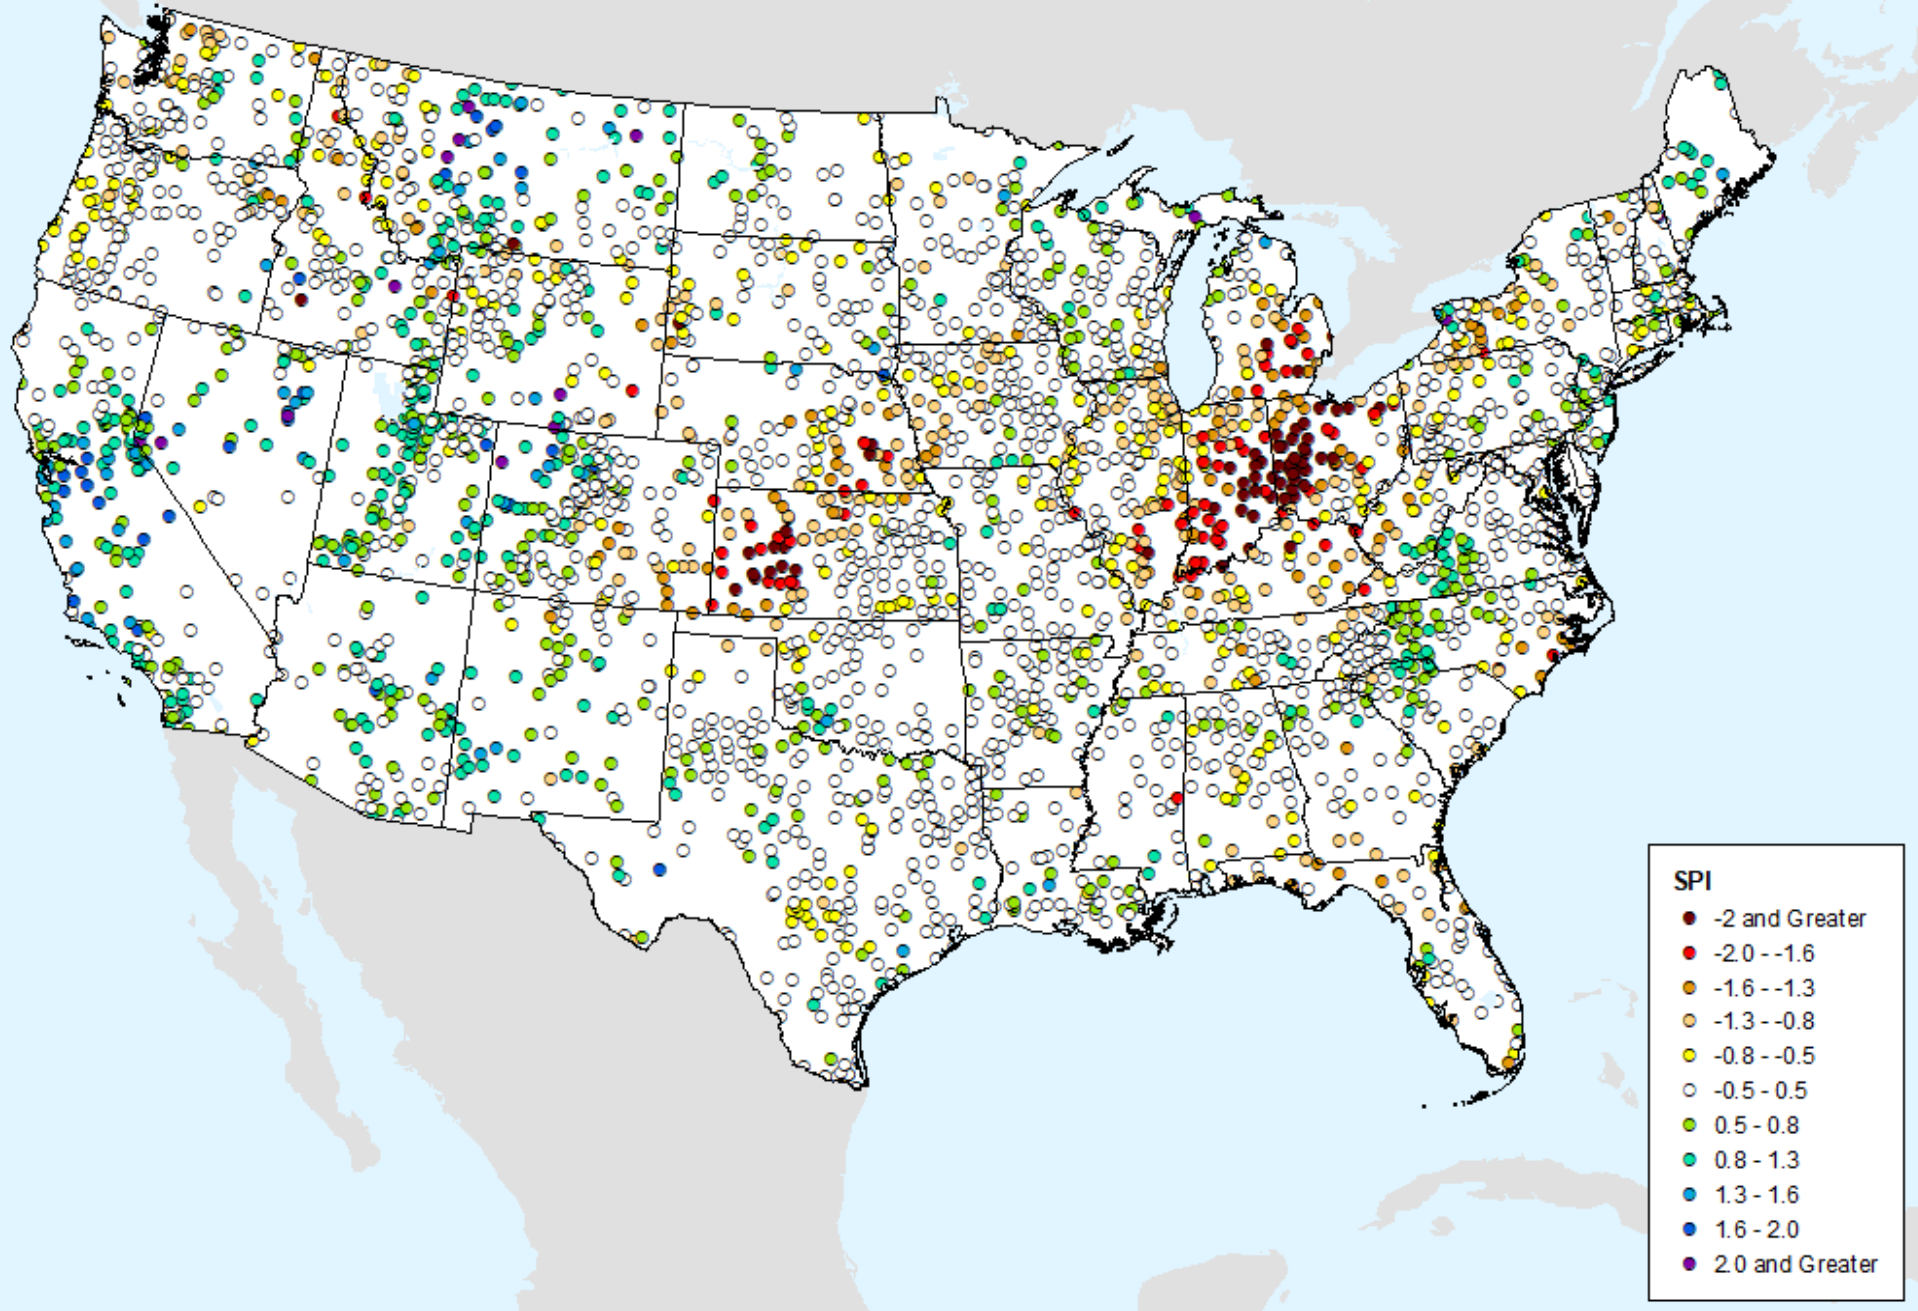 SPI
-2 and Greater
-2.0 - -1.6
-1.6 - -1.3
-1.3 - -0.8
-0.8 - -0.5
-0.5 - 0.5
0.5 - 0.8
0.8 - 1.3
1.3 - 1.6
1.6 - 2.0
2.0 and Greater